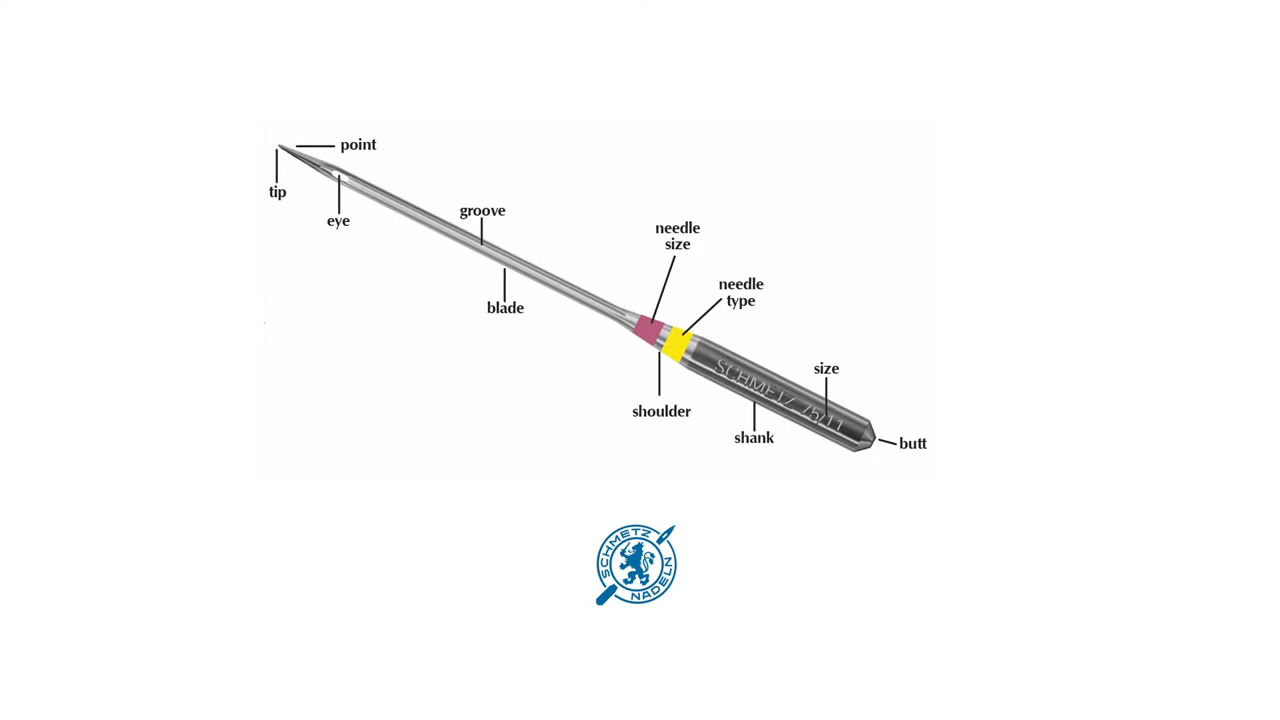 point
tip
eye
groove
needle
size
needle
type
blade
size
shoulder
shank
butt
SCHMETZ 75/11
SCHMETZ
NADELN